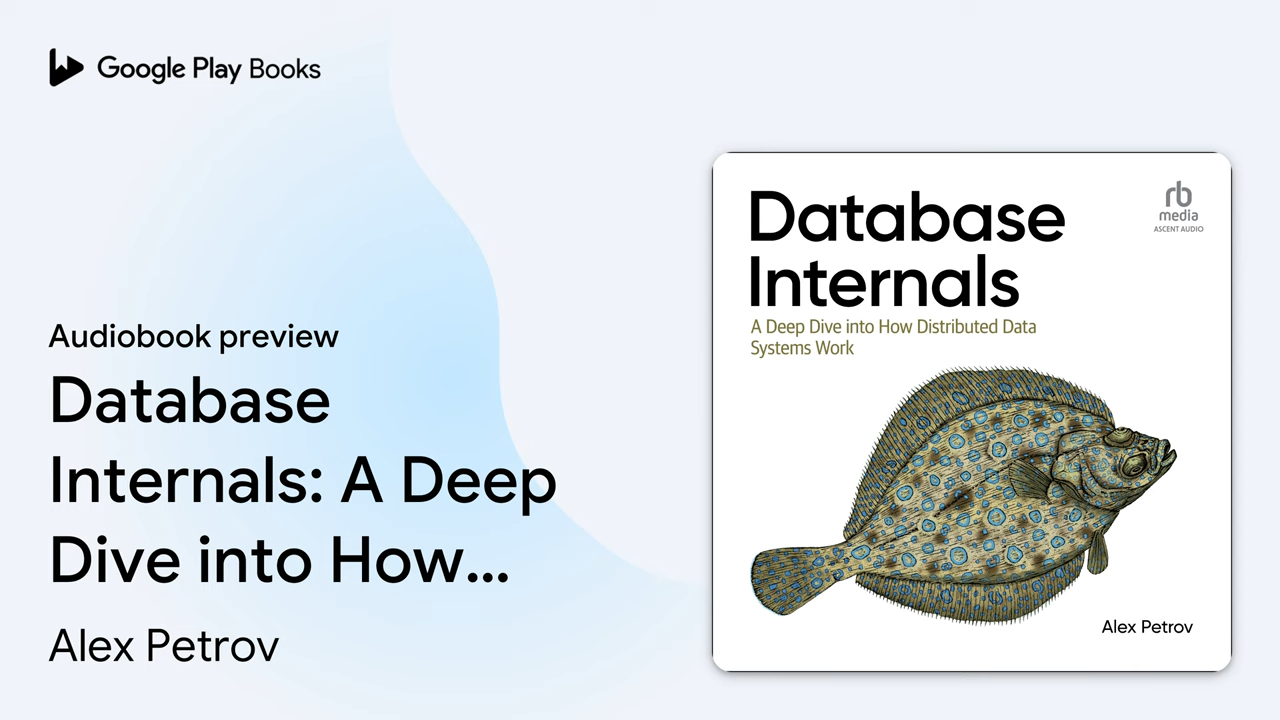 Google Play Books
Audiobook preview
Database
Internals: A Deep
Dive into How...
Alex Petrov
Database
Internals
A Deep Dive into How Distributed Data
Systems Work
rb
media
ASCENT AUDIO
Alex Petrov